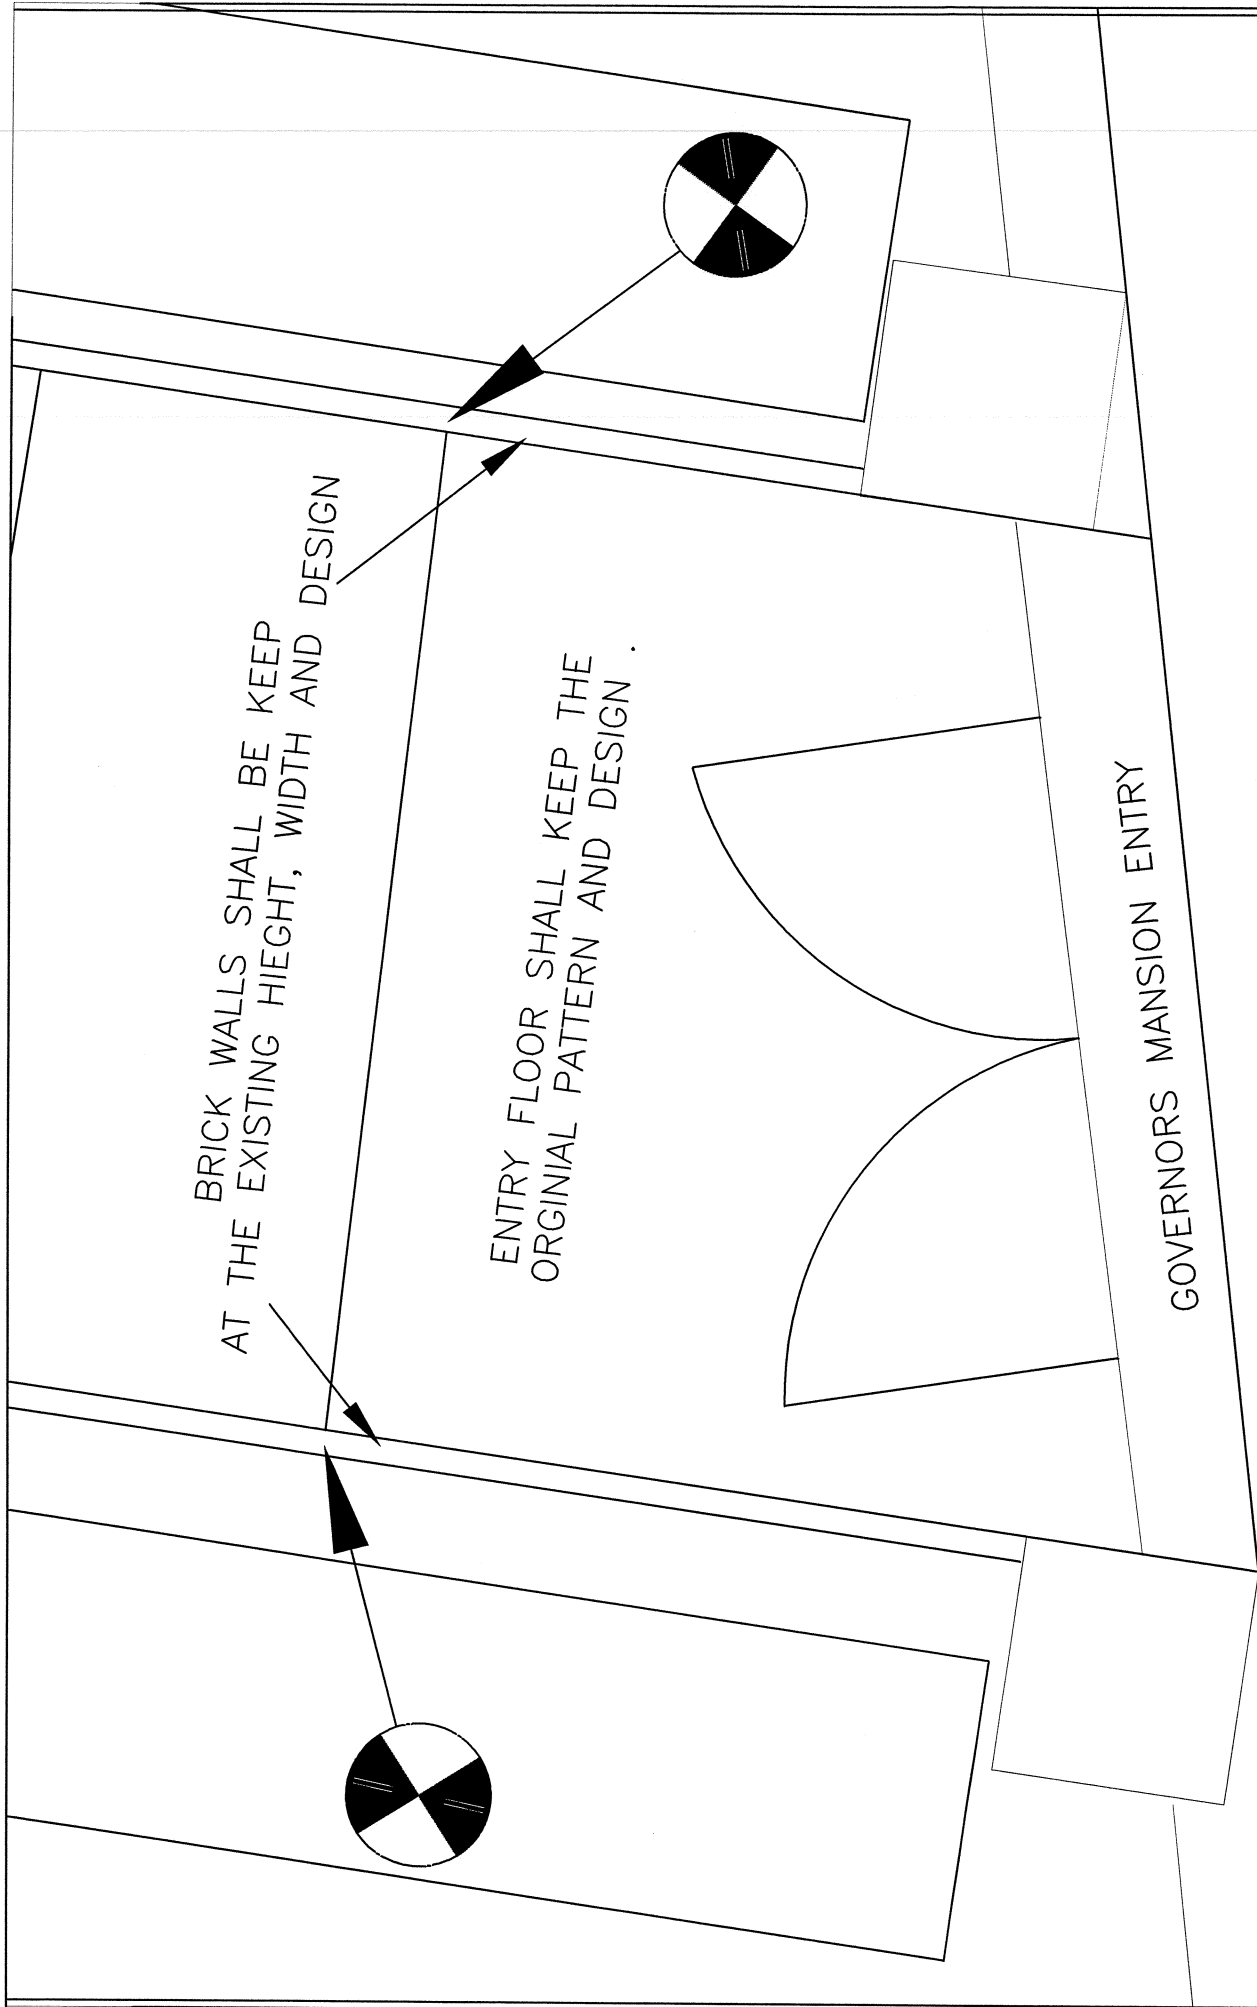 BRICK WALLS SHALL BE KEEP
AT THE EXISTING HIEGHT, WIDTH AND DESIGN
ENTRY FLOOR SHALL KEEP THE
ORGINIAL PATTERN AND DESIGN
GOVERNORS MANSION ENTRY